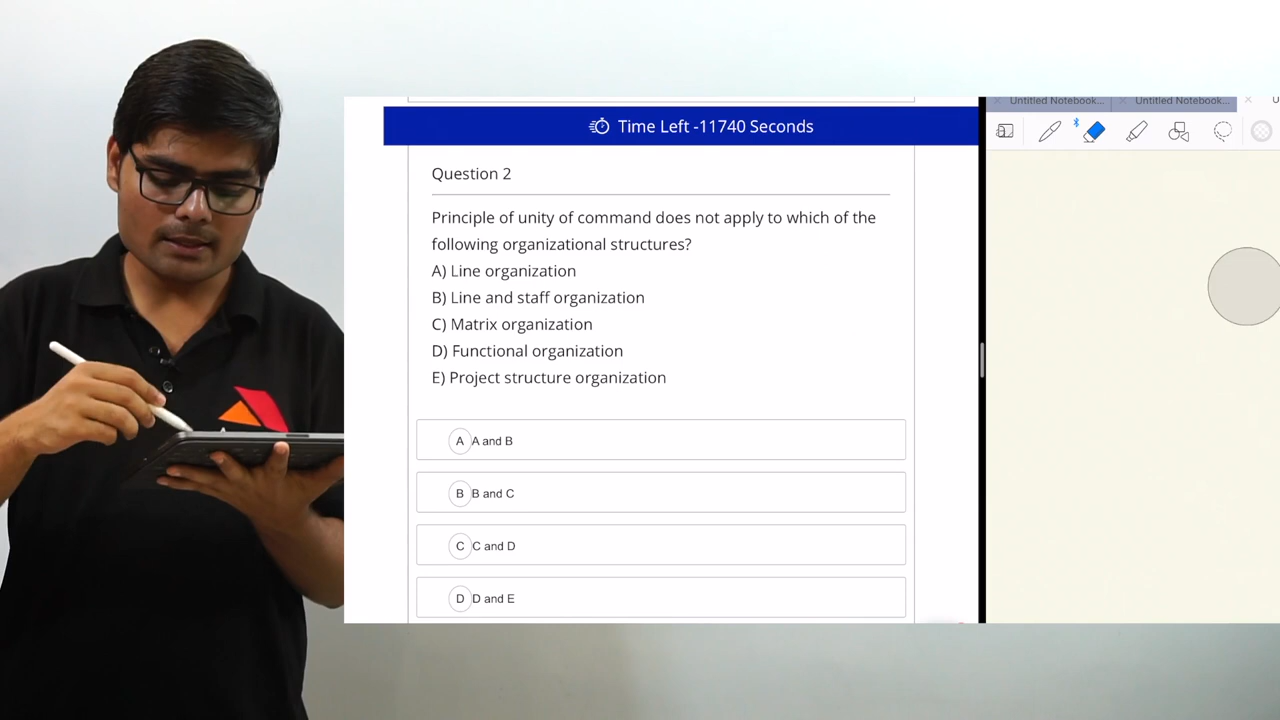 Untitled Notebook...
Untitled Notebook...
U
Time Left -11740 Seconds
Question 2
Principle of unity of command does not apply to which of the
following organizational structures?
A) Line organization
B) Line and staff organization
C) Matrix organization
D) Functional organization
E) Project structure organization
A A and B
B B and C
C C and D
D D and E